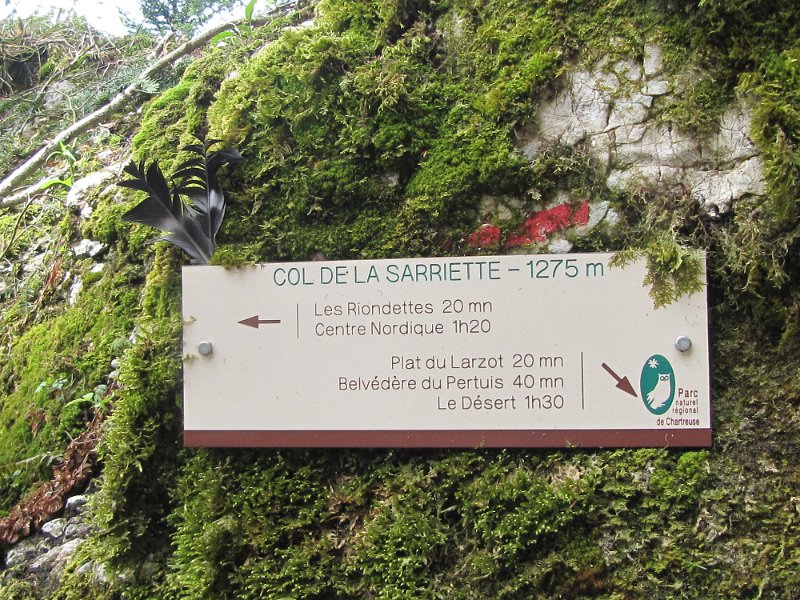 COL DE LA SARRIETTE – 1275 m
Les Riondettes 20 mn
Centre Nordique 1h20
Plat du Larzot 20 mn
Belvédère du Pertuis 40 mn
Le Désert 1h30
Parc
naturel
régional
de Chartreuse